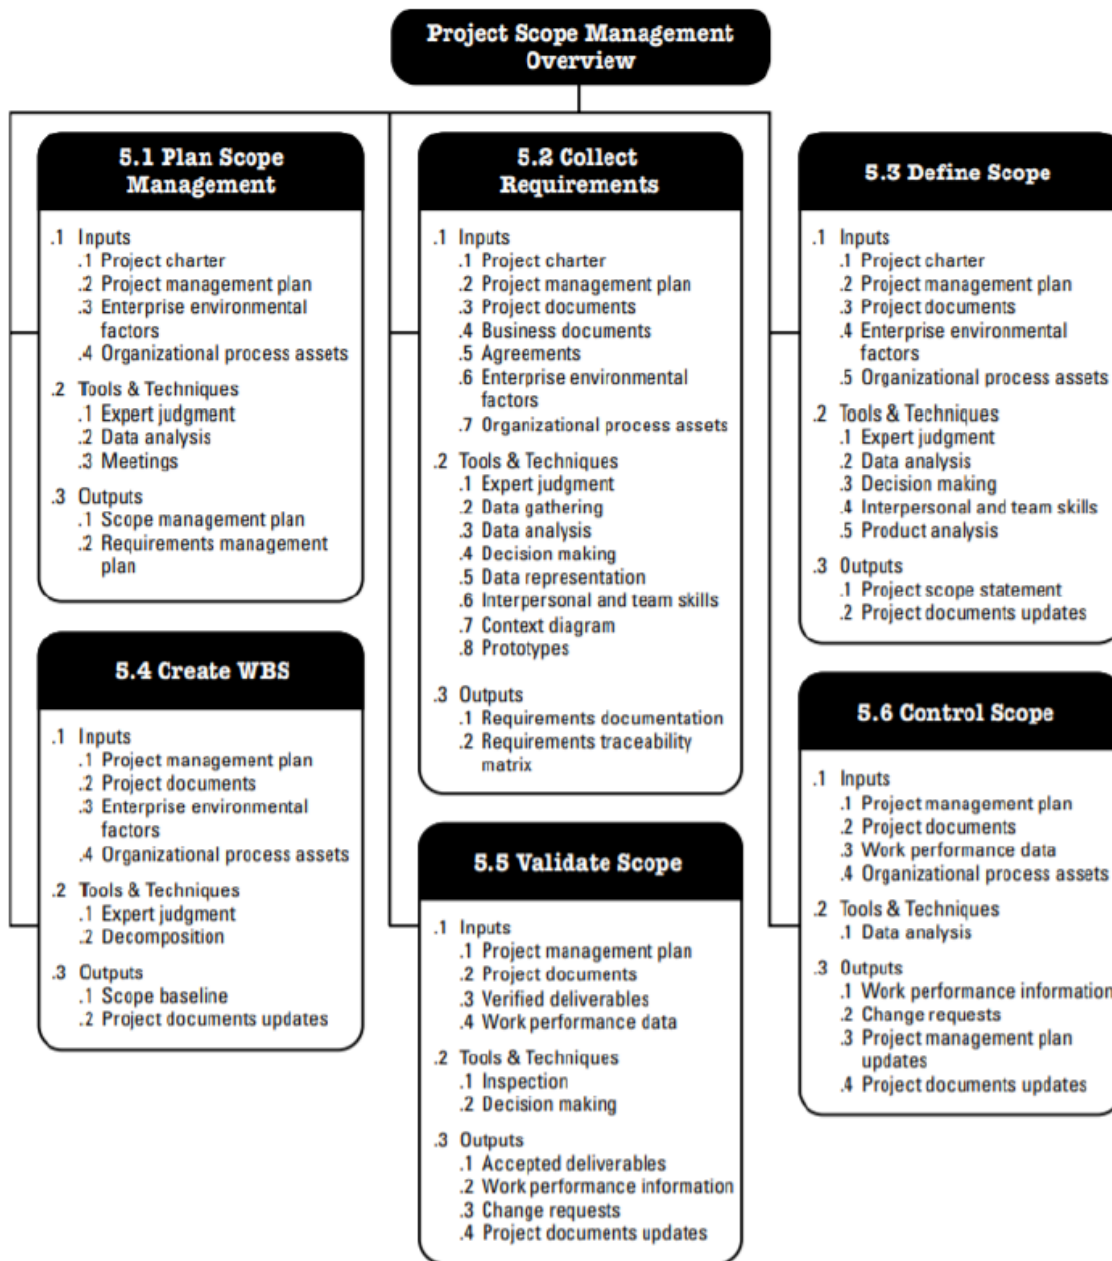 Project Scope Management
Overview
5.1 Plan Scope
Management
.1 Inputs
.1 Project charter
.2 Project management plan
.3 Enterprise environmental
factors
.4 Organizational process assets
.2 Tools & Techniques
.1 Expert judgment
.2 Data analysis
.3 Meetings
.3 Outputs
.1 Scope management plan
.2 Requirements management
plan
5.2 Collect
Requirements
.1 Inputs
.1 Project charter
.2 Project management plan
.3 Project documents
.4 Business documents
.5 Agreements
.6 Enterprise environmental
factors
.7 Organizational process assets
.2 Tools & Techniques
.1 Expert judgment
.2 Data gathering
.3 Data analysis
.4 Decision making
.5 Data representation
.6 Interpersonal and team skills
.7 Context diagram
.8 Prototypes
.3 Outputs
.1 Requirements documentation
.2 Requirements traceability
matrix
5.3 Define Scope
.1 Inputs
.1 Project charter
.2 Project management plan
.3 Project documents
.4 Enterprise environmental
factors
.5 Organizational process assets
.2 Tools & Techniques
.1 Expert judgment
.2 Data analysis
.3 Decision making
.4 Interpersonal and team skills
.5 Product analysis
.3 Outputs
.1 Project scope statement
.2 Project documents updates
5.4 Create WBS
.1 Inputs
.1 Project management plan
.2 Project documents
.3 Enterprise environmental
factors
.4 Organizational process assets
.2 Tools & Techniques
.1 Expert judgment
.2 Decomposition
.3 Outputs
.1 Scope baseline
.2 Project documents updates
5.5 Validate Scope
.1 Inputs
.1 Project management plan
.2 Project documents
.3 Verified deliverables
.4 Work performance data
.2 Tools & Techniques
.1 Inspection
.2 Decision making
.3 Outputs
.1 Accepted deliverables
.2 Work performance information
.3 Change requests
.4 Project documents updates
5.6 Control Scope
.1 Inputs
.1 Project management plan
.2 Project documents
.3 Work performance data
.4 Organizational process assets
.2 Tools & Techniques
.1 Data analysis
.3 Outputs
.1 Work performance information
.2 Change requests
.3 Project management plan
updates
.4 Project documents updates